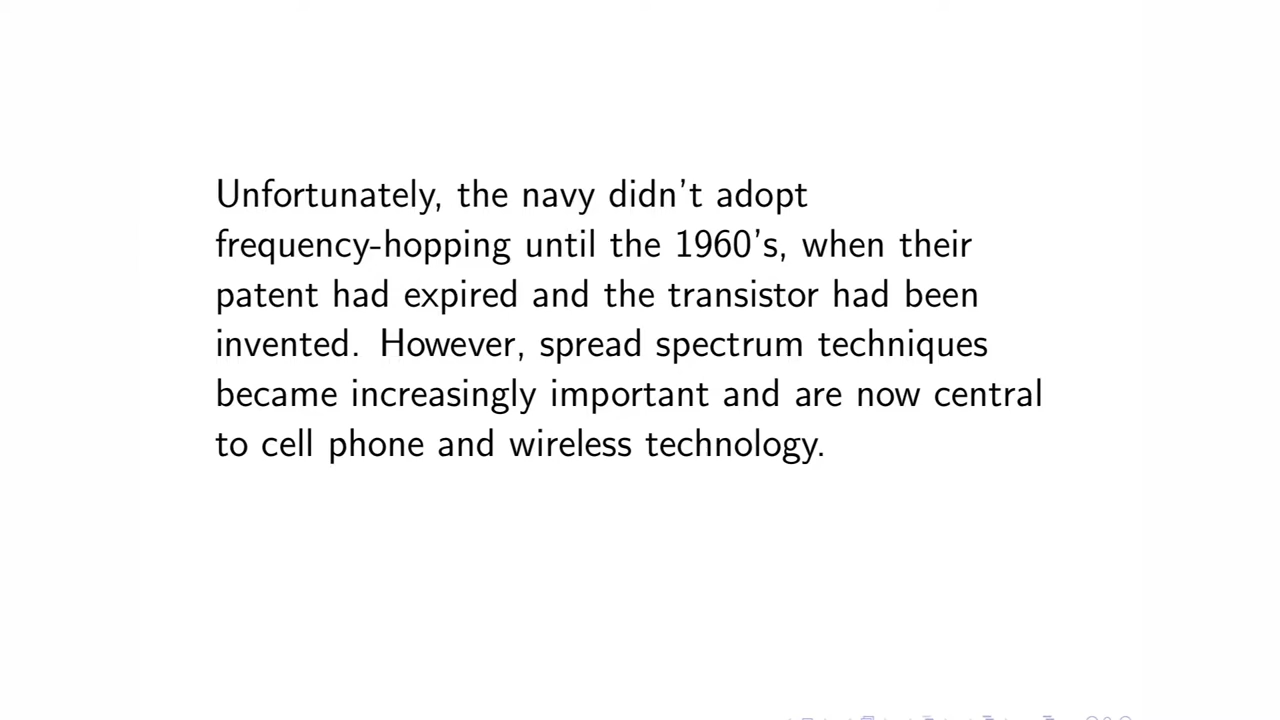 Unfortunately, the navy didn't adopt
frequency-hopping until the 1960's, when their
patent had expired and the transistor had been
invented. However, spread spectrum techniques
became increasingly important and are now central
to cell phone and wireless technology.